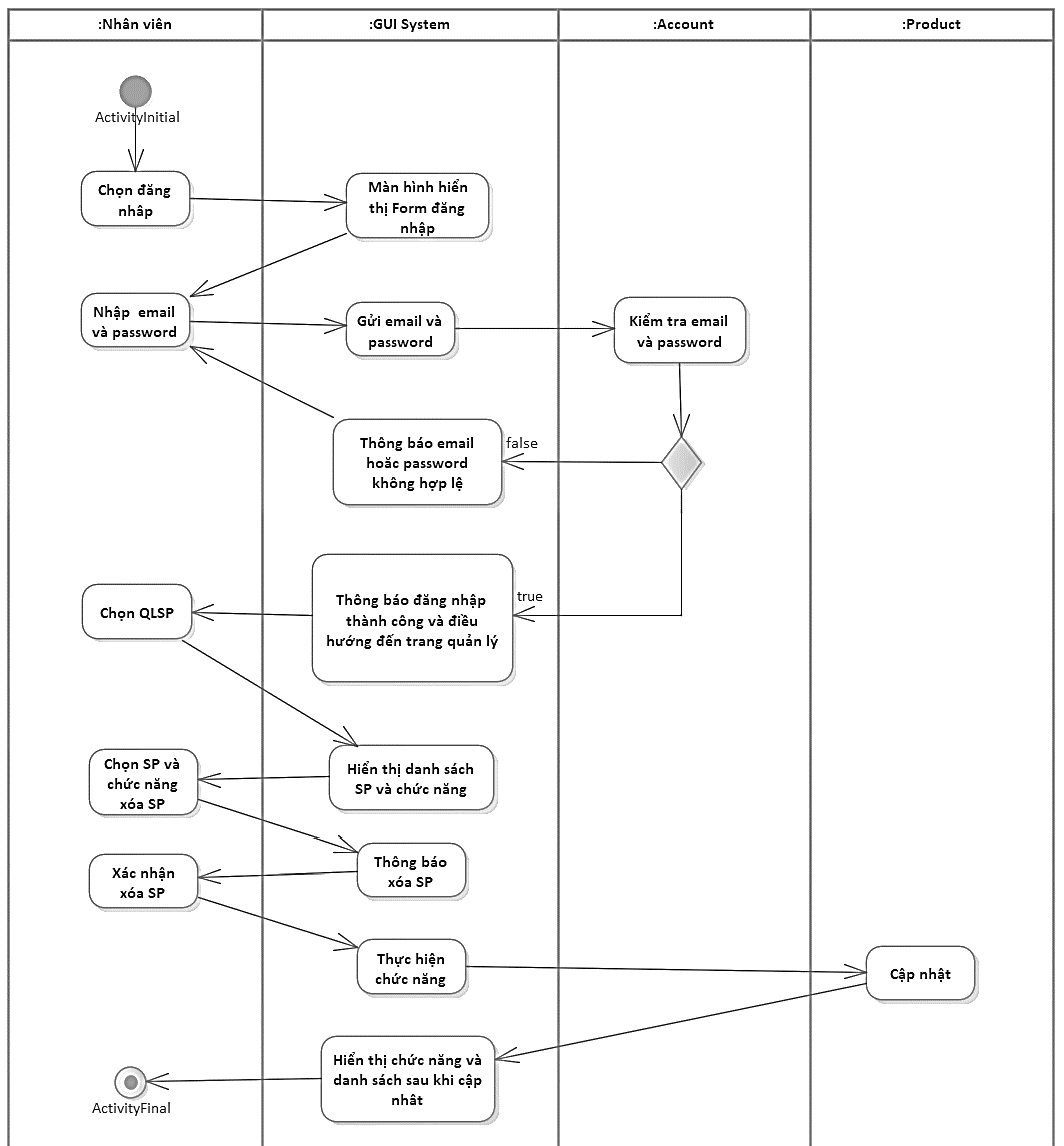 :Nhân viên
:GUI System
:Account
:Product
ActivityInitial
Chọn đăng
nhâp
Màn hình hiển
thị Form đăng
nhập
Nhập email
và password
Gửi email và
password
Kiểm tra email
và password
Thông báo email
hoăc password
không hợp lệ
false
Chọn QLSP
Thông báo đăng nhập
thành công và điều
hướng đến trang quản lý
true
Chọn SP và
chức năng
xóa SP
Hiển thị danh sách
SP và chức năng
Thông báo
xóa SP
Xác nhận
xóa SP
Thực hiện
chức năng
Cập nhật
Hiển thị chức năng và
danh sách sau khi cập
nhât
ActivityFinal